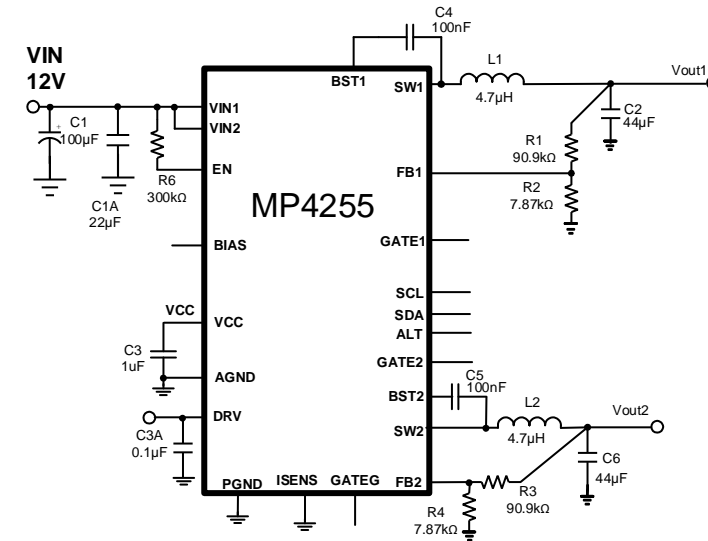 C4
100nF
VIN
12V
BST1
SW1
L1
4.7µH
Vout1
VIN1
VIN2
C1
100µF
+
C2
44µF
R1
90.9kΩ
EN
R6
300kΩ
FB1
R2
7.87kΩ
C1A
22µF
MP4255
BIAS
GATE1
SCL
SDA
ALT
VCC
VCC
GATE2
C3
1uF
AGND
C5
100nF
BST2
L2
Vout2
DRV
SW2
4.7µH
C3A
0.1µF
C6
44µF
PGND
ISENS
GATEG
FB2
R3
90.9kΩ
R4
7.87kΩ